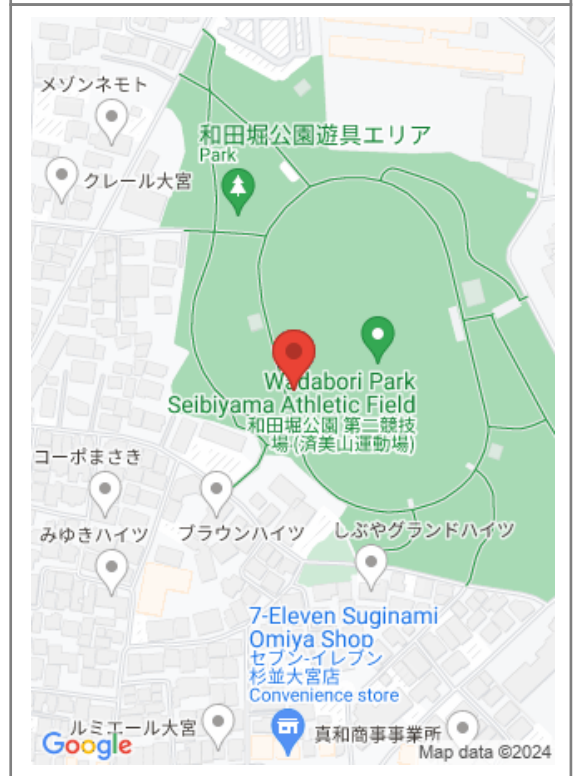 メゾンネモト
和田堀公園遊具エリア
Park
クレール大宮
Wadabori Park
Seibiyama Athletic Field
和田堀公園 第二競技
場 (済美山運動場)
コーポまさき
みゆきハイツ
ブラウンハイツ
しぶやグランドハイツ
7-Eleven Suginami
Omiya Shop
セブン-イレブン
杉並大宮店
Convenience store
ルミエール大宮
真和商事事業所
Google
Map data ©2024